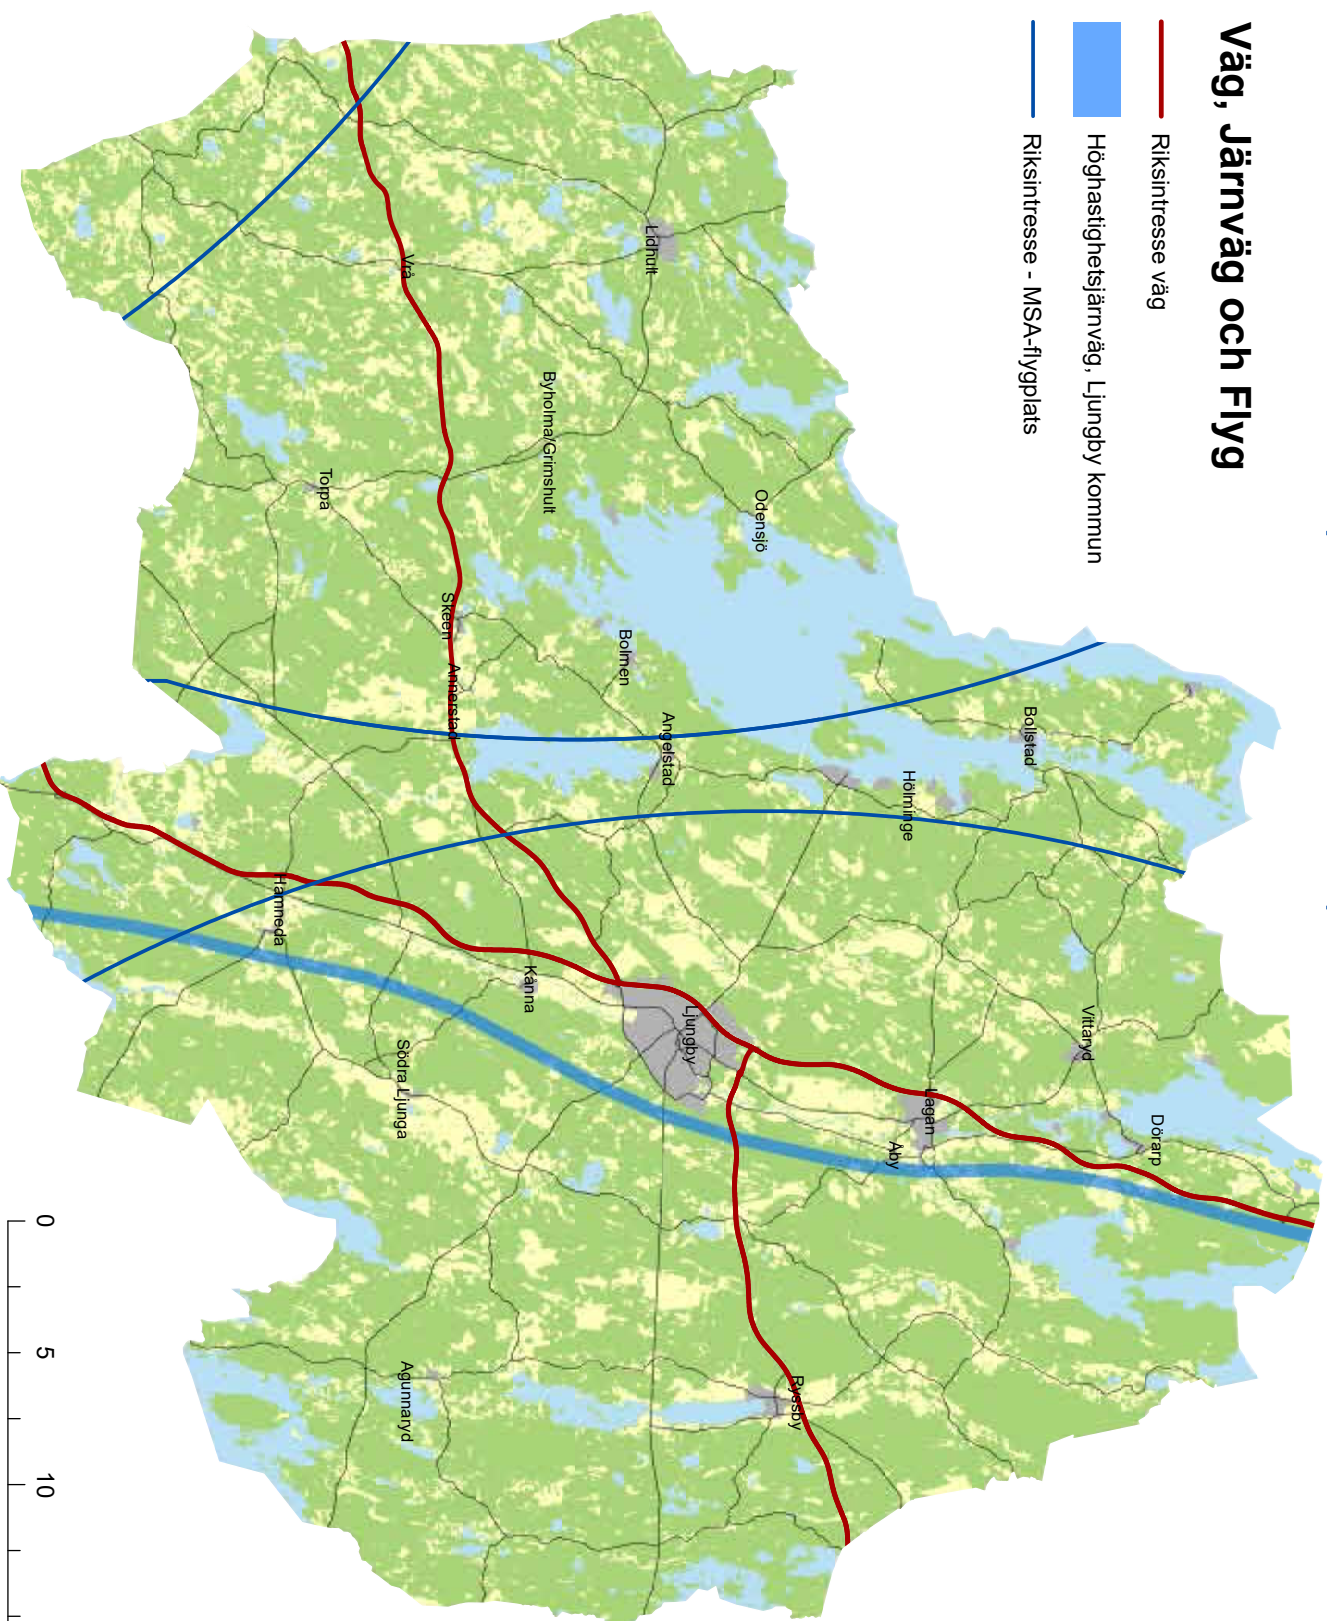 Väg, Järnväg och Flyg
Riksintresse väg
Höghastighetsjärnväg, Ljungby kommun
Riksintresse - MSA-flygplats
Dörarp
Vittaryd
Bollstad
Lagan
Hölminge
Åby
Ryssby
Odensjö
Ljungby
Angelstad
Lidhult
Bolmen
Byholma/Grimshult
Kånna
Annerstad
Skeen
Vrå
Agunnaryd
Södra Ljunga
Torpa
Hamneda
0 5 10